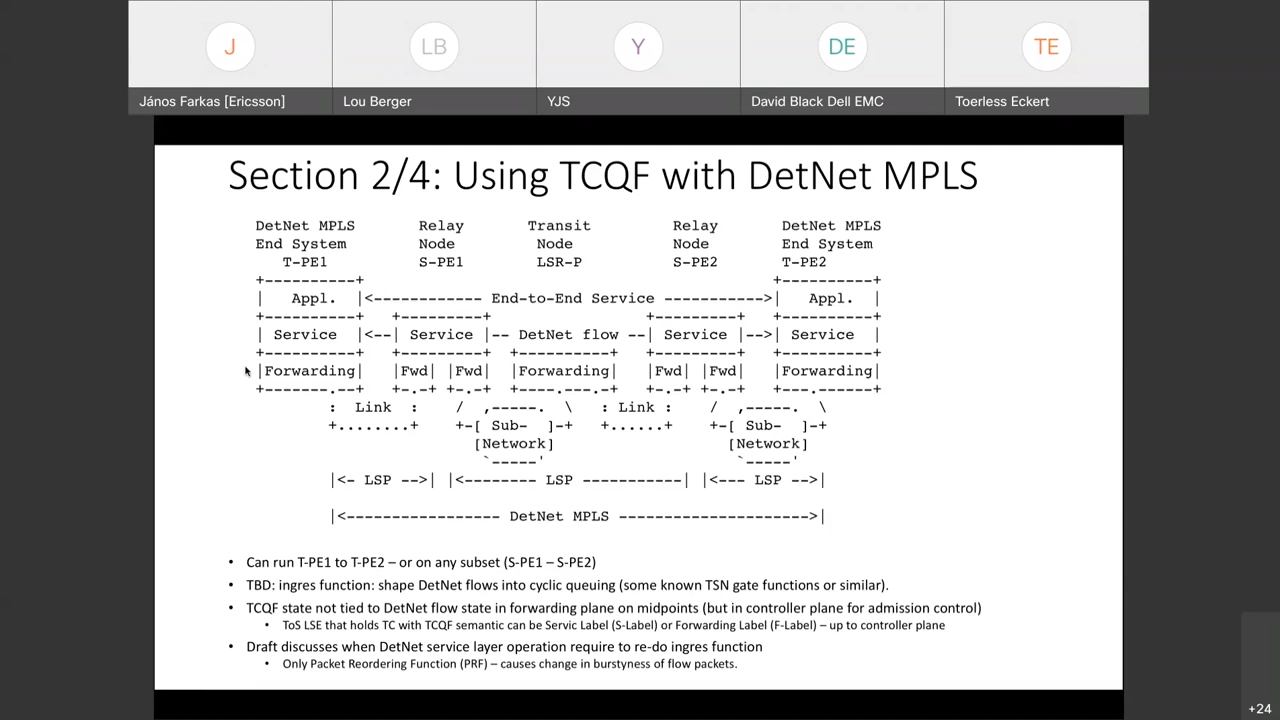 J
LB
Y
DE
TE
János Farkas [Ericsson]
Lou Berger
YJS
David Black Dell EMC
Toerless Eckert
Section 2/4: Using TCQF with DetNet MPLS
DetNet MPLS       Relay       Transit         Relay       DetNet MPLS
End System        Node         Node           Node        End System
   T-PE1          S-PE1        LSR-P          S-PE2       T-PE2
+----------+                                             +----------+
|   Appl.  |<------------ End-to-End Service ----------->|   Appl.  |
+----------+   +---------+                 +---------+   +----------+
| Service  |<--| Service |-- DetNet flow --| Service |-->| Service  |
+----------+   +---------+  +----------+   +---------+   +----------+
|Forwarding|   |Fwd| |Fwd|  |Forwarding|   |Fwd| |Fwd|   |Forwarding|
+-------.--+   +-.-+ +-.-+  +----.---.-+   +-.-+ +-.-+   +---.------+
        :  Link  :    /  ,-----.  \   : Link :    /  ,-----.  \
        +........+    +-[ Sub-  ]-+   +......+    +-[ Sub-  ]-+
                        [Network]                   [Network]
                         `-----'                     `-----'
        |<- LSP -->| |<-------- LSP -----------| |<--- LSP -->|
        |<----------------- DetNet MPLS --------------------->|
• Can run T-PE1 to T-PE2 – or on any subset (S-PE1 – S-PE2)
• TBD: ingres function: shape DetNet flows into cyclic queuing (some known TSN gate functions or similar).
• TCQF state not tied to DetNet flow state in forwarding plane on midpoints (but in controller plane for admission control)
• ToS LSE that holds TC with TCQF semantic can be Servic Label (S-Label) or Forwarding Label (F-Label) – up to controller plane
• Draft discusses when DetNet service layer operation require to re-do ingres function
• Only Packet Reordering Function (PRF) – causes change in burstyness of flow packets.
+24